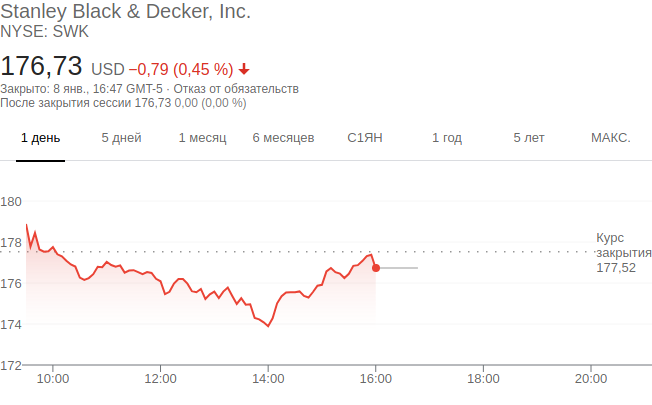 Stanley Black & Decker, Inc.
NYSE: SWK
176,73 USD −0,79 (0,45 %)
Закрыто: 8 янв., 16:47 GMT-5 · Отказ от обязательств
После закрытия сессии 176,73 0,00 (0,00 %)
1 день 5 дней 1 месяц 6 месяцев С1ЯН 1 год 5 лет МАКС.
180
178
176
174
172
Курс
закрытия
177,52
10:00 12:00 14:00 16:00 18:00 20:00